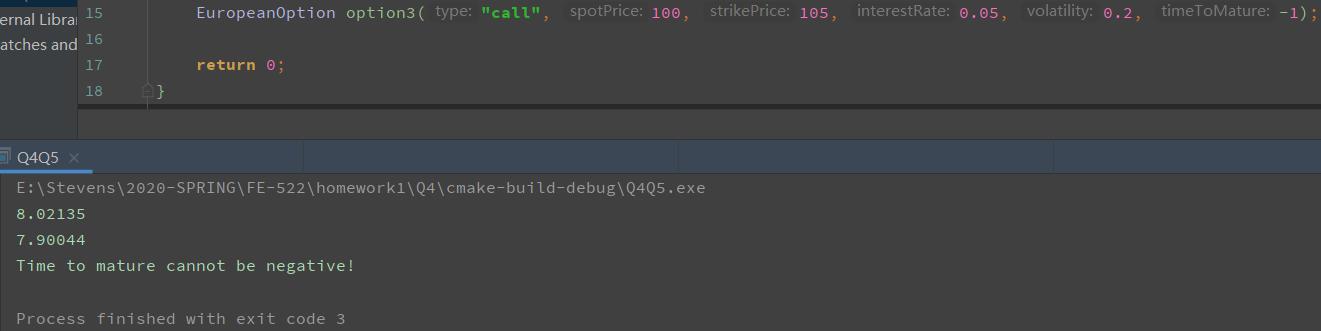 ernal Librar
atches and
15 EuropeanOption option3( type: "call", spotPrice: 100, strikePrice: 105, interestRate: 0.05, volatility: 0.2, timeToMature: -1);
16
17 return 0;
18 }
Q4Q5 ×
E:\Stevens\2020-SPRING\FE-522\homework1\Q4\cmake-build-debug\Q4Q5.exe
8.02135
7.90044
Time to mature cannot be negative!
Process finished with exit code 3